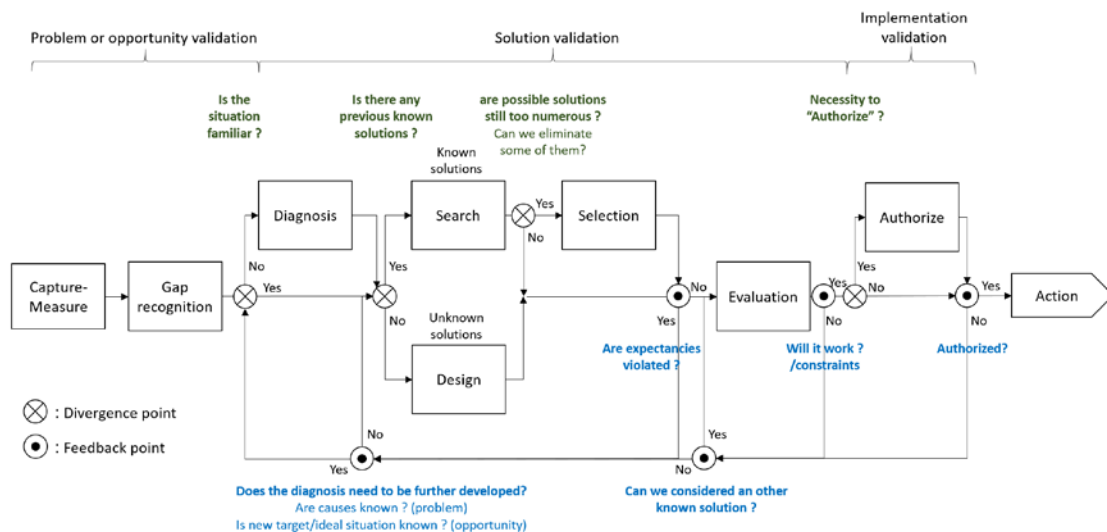 Problem or opportunity validation
Solution validation
Implementation
validation
Is the
situation
familiar ?
Is there any
previous known
solutions ?
are possible solutions
still too numerous ?
Can we eliminate
some of them?
Necessity to
“Authorize” ?
Known
solutions
Diagnosis
Search
Yes
Selection
Authorize
No
No
Yes
Yes
Capture-
Measure
Gap
recognition
Yes
No
Unknown
solutions
No
Yes
Evaluation
Yes
No
No
Yes
No
Action
Design
Are expectancies
violated ?
Will it work ?
/constraints
Authorized?
: Divergence point
: Feedback point
No
Yes
Yes
No
Does the diagnosis need to be further developed?
Are causes known ? (problem)
Is new target/ideal situation known ? (opportunity)
Can we considered an other
known solution ?